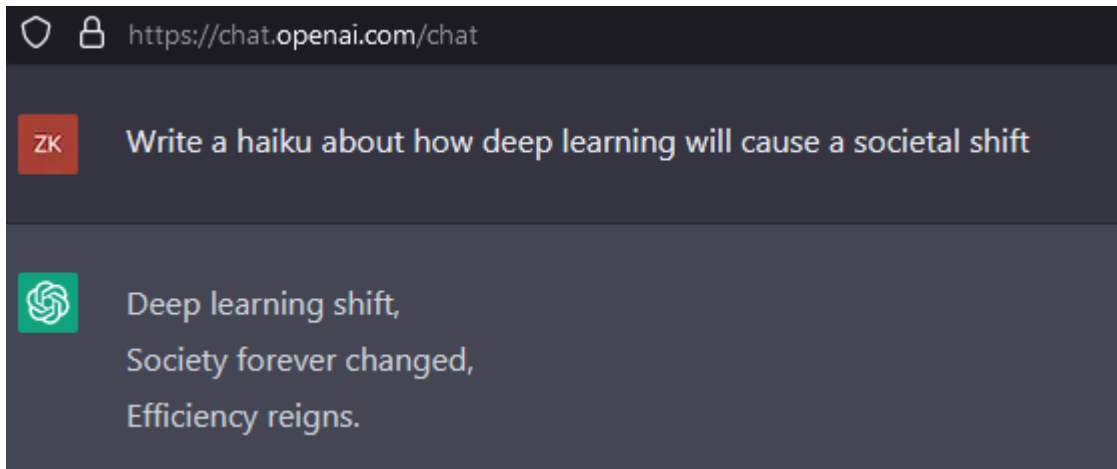 https://chat.openai.com/chat
ZK
Write a haiku about how deep learning will cause a societal shift
Deep learning shift,
Society forever changed,
Efficiency reigns.